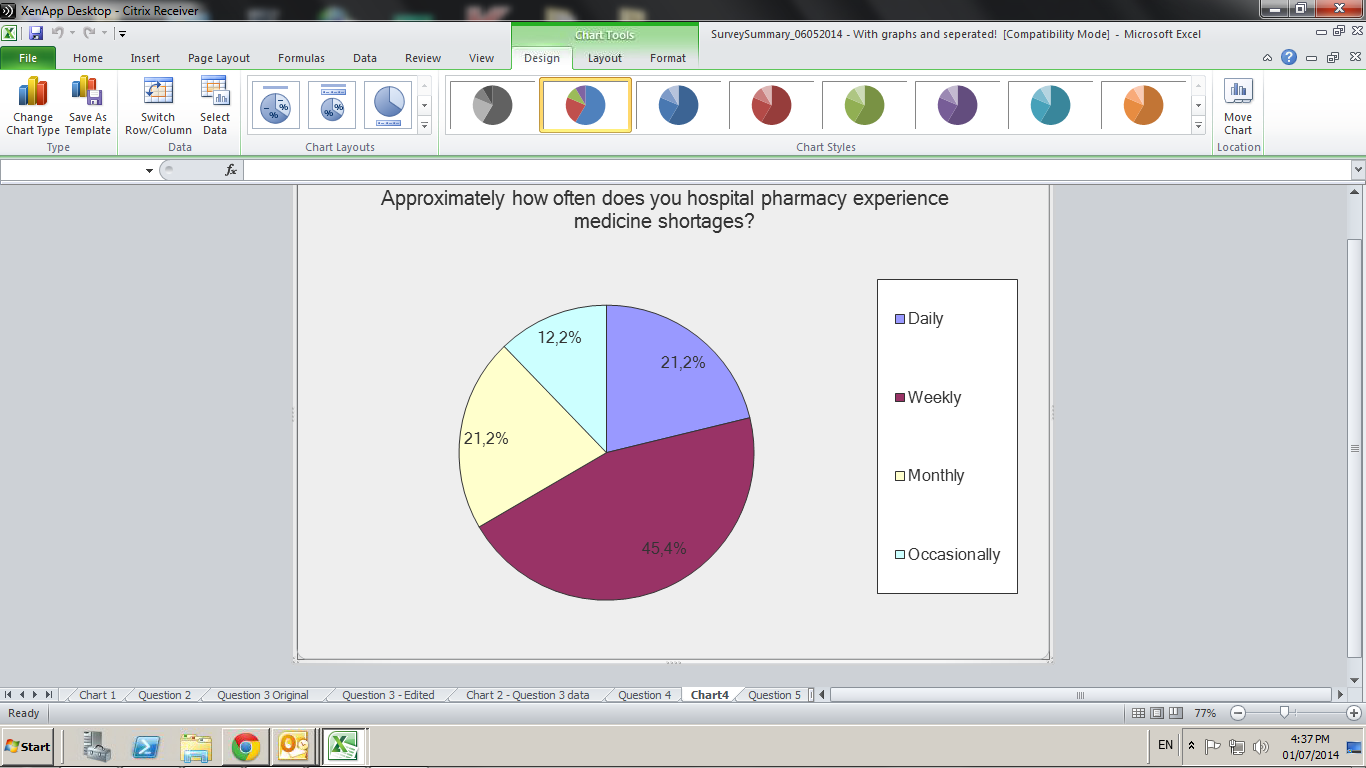 XenApp Desktop - Citrix Receiver
Chart Tools
SurveySummary_06052014 - With graphs and seperated! [Compatibility Mode] - Microsoft Excel
File Home Insert Page Layout Formulas Data Review View Design Layout Format
Change Chart Type
Save As Template
Switch Row/Column
Select Data
Move Chart
Type Data Chart Layouts Chart Styles Location
fx
Approximately how often does you hospital pharmacy experience
medicine shortages?
12,2%
21,2%
21,2%
45,4%
Daily
Weekly
Monthly
Occasionally
Chart 1 Question 2 Question 3 Original Question 3 - Edited Chart 2 - Question 3 data Question 4 Chart4 Question 5
Ready 77%
Start EN 4:37 PM
01/07/2014